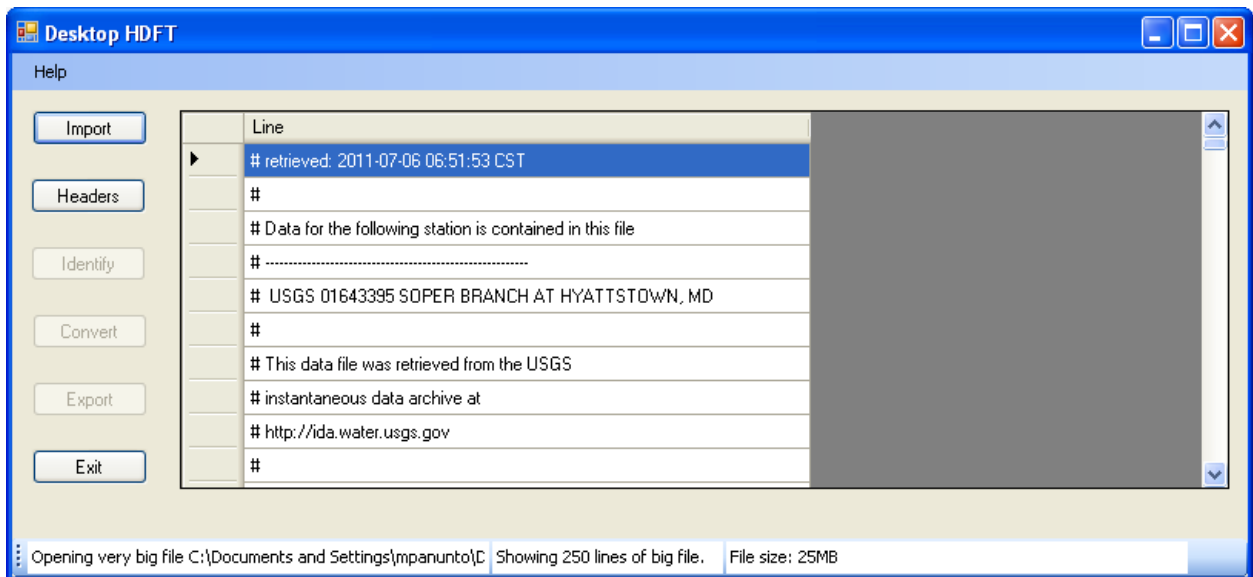 Desktop HDFT
Help
Import
Headers
Identify
Convert
Export
Exit
Line
# retrieved: 2011-07-06 06:51:53 CST
#
# Data for the following station is contained in this file
# ---------------------------------------------------------
#  USGS 01643395 SOPER BRANCH AT HYATTSTOWN, MD
#
# This data file was retrieved from the USGS
# instantaneous data archive at
# http://ida.water.usgs.gov
#
Opening very big file C:\Documents and Settings\mpanunto\D
Showing 250 lines of big file.
File size: 25MB